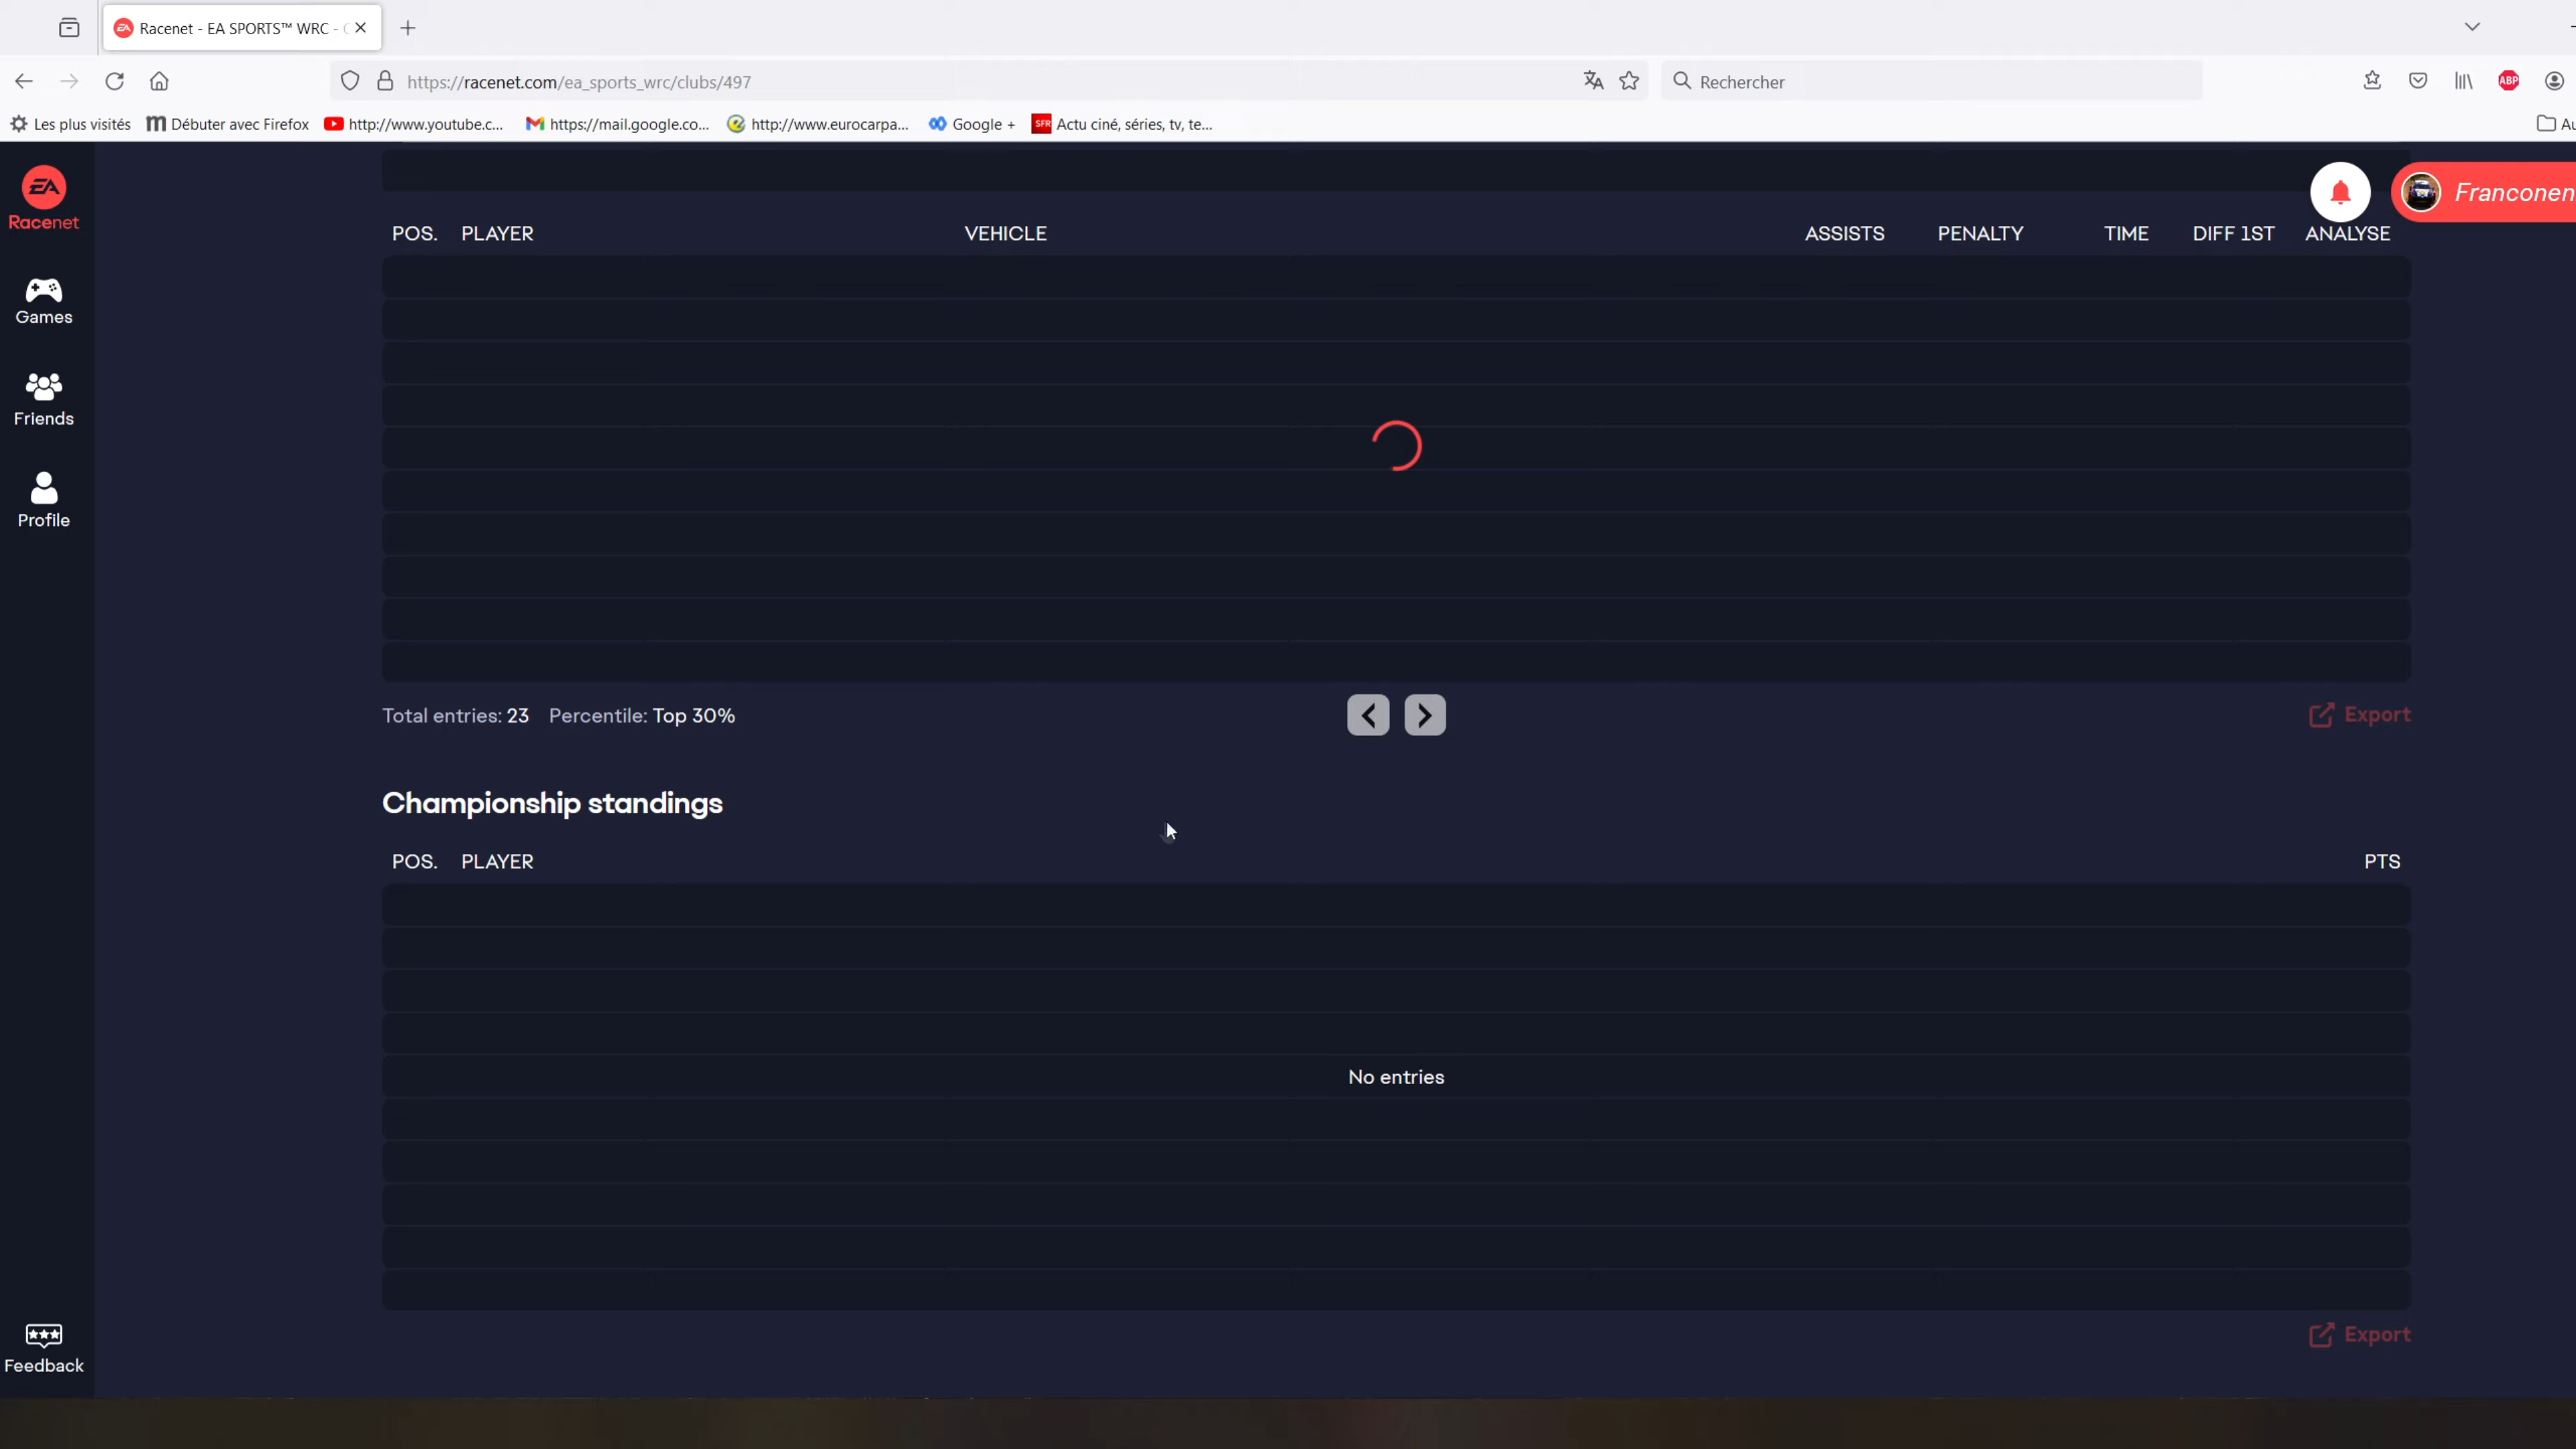 Racenet - EA SPORTS™ WRC -
https://racenet.com/ea_sports_wrc/clubs/497
Rechercher
ABP
Les plus visités
Débuter avec Firefox
http://www.youtube.c...
https://mail.google.co...
http://www.eurocarpa...
Google +
SFR Actu ciné, séries, tv, te...
EA
Racenet
Games
Friends
Profile
Feedback
Franconen
POS. PLAYER VEHICLE ASSISTS PENALTY TIME DIFF 1ST ANALYSE
Total entries: 23 Percentile: Top 30%
Export
Championship standings
POS. PLAYER PTS
No entries
Export